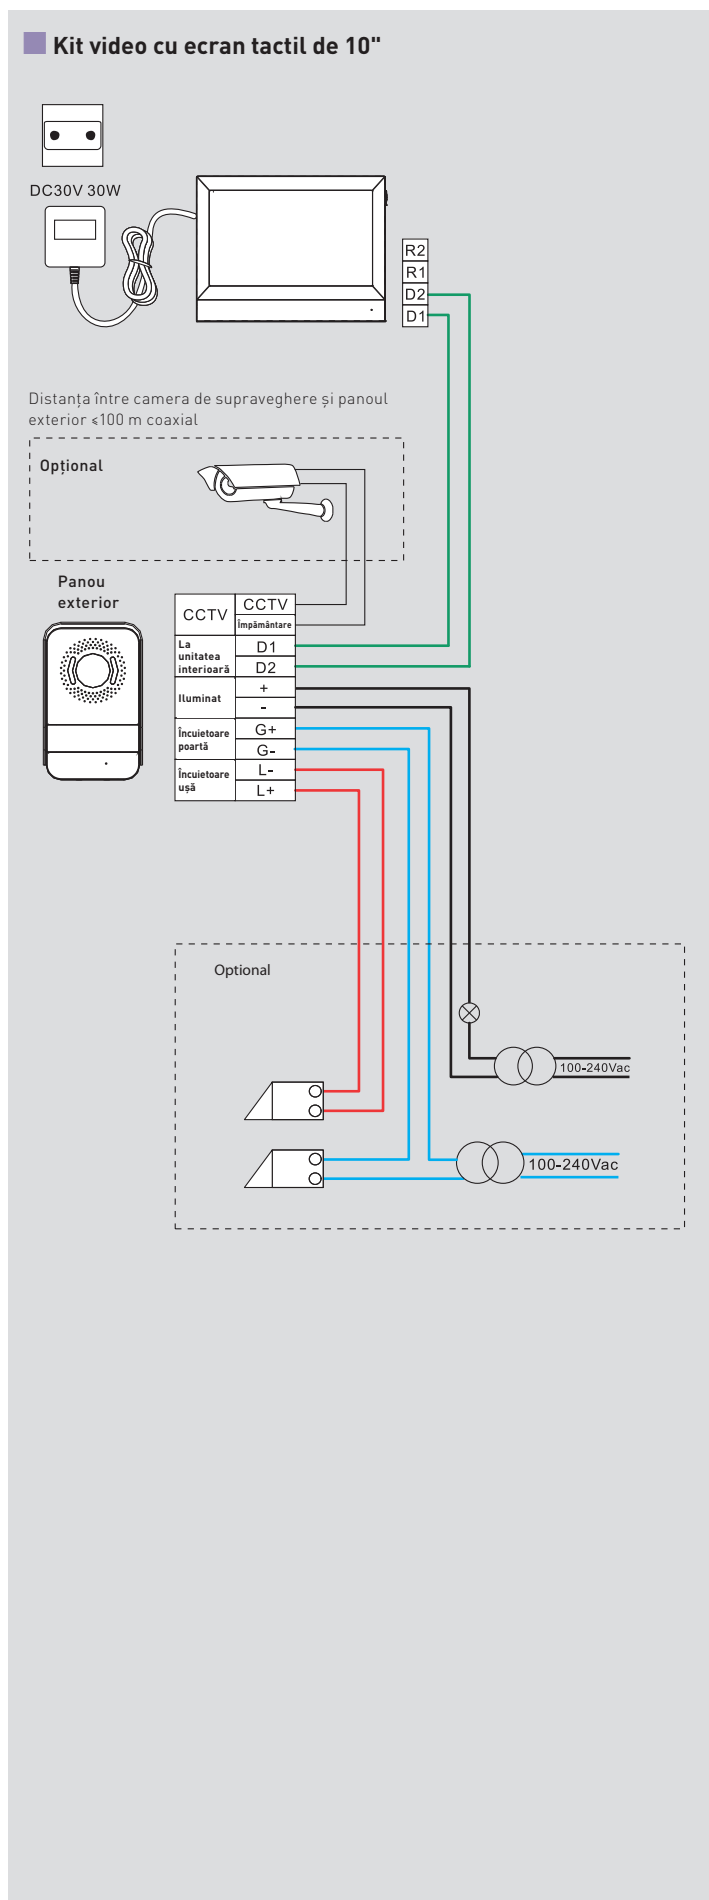 Kit video cu ecran tactil de 10"
DC30V 30W
R2
R1
D2
D1
Distanța între camera de supraveghere și panoul
exterior ≤100 m coaxial
Opțional
Panou
exterior
CCTV
CCTV
Împământare
La
unitatea
interioară
D1
D2
Iluminat
+
-
Încuietoare
poartă
G+
G-
Încuietoare
ușă
L-
L+
Optional
100-240Vac
100-240Vac